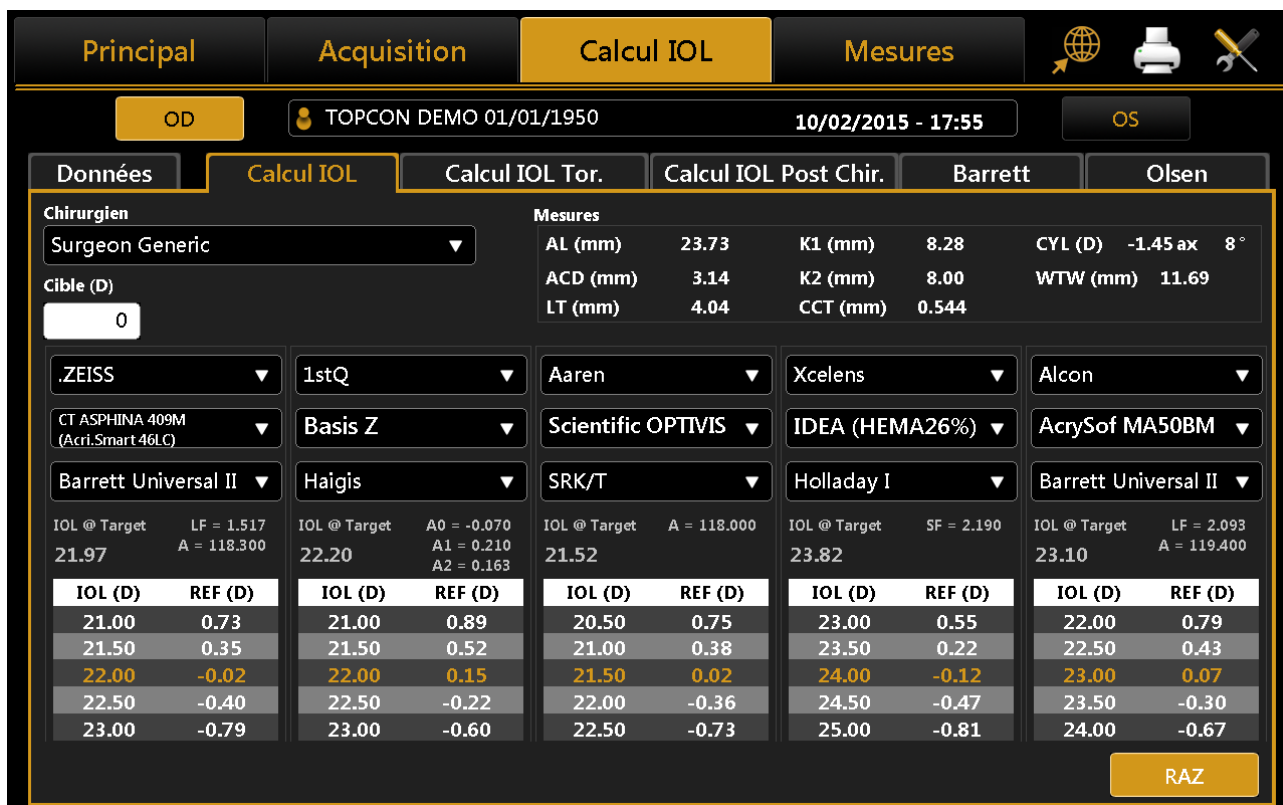 Principal Acquisition Calcul IOL Mesures
OD TOPCON DEMO 01/01/1950 10/02/2015 - 17:55 OS
Données Calcul IOL Calcul IOL Tor. Calcul IOL Post Chir. Barrett Olsen
Chirurgien
Surgeon Generic
Cible (D)
0
Mesures
AL (mm) 23.73 K1 (mm) 8.28 CYL (D) -1.45 ax 8°
ACD (mm) 3.14 K2 (mm) 8.00 WTW (mm) 11.69
LT (mm) 4.04 CCT (mm) 0.544
.ZEISS
CT ASPHINA 409M
(Acri.Smart 46LC)
Barrett Universal II
IOL @ Target LF = 1.517
21.97 A = 118.300
IOL (D) REF (D)
21.00 0.73
21.50 0.35
22.00 -0.02
22.50 -0.40
23.00 -0.79
1stQ
Basis Z
Haigis
IOL @ Target A0 = -0.070
22.20 A1 = 0.210
A2 = 0.163
IOL (D) REF (D)
21.00 0.89
21.50 0.52
22.00 0.15
22.50 -0.22
23.00 -0.60
Aaren
Scientific OPTIVIS
SRK/T
IOL @ Target A = 118.000
21.52
IOL (D) REF (D)
20.50 0.75
21.00 0.38
21.50 0.02
22.00 -0.36
22.50 -0.73
Xcelens
IDEA (HEMA26%)
Holladay I
IOL @ Target SF = 2.190
23.82
IOL (D) REF (D)
23.00 0.55
23.50 0.22
24.00 -0.12
24.50 -0.47
25.00 -0.81
Alcon
AcrySof MA50BM
Barrett Universal II
IOL @ Target LF = 2.093
23.10 A = 119.400
IOL (D) REF (D)
22.00 0.79
22.50 0.43
23.00 0.07
23.50 -0.30
24.00 -0.67
RAZ